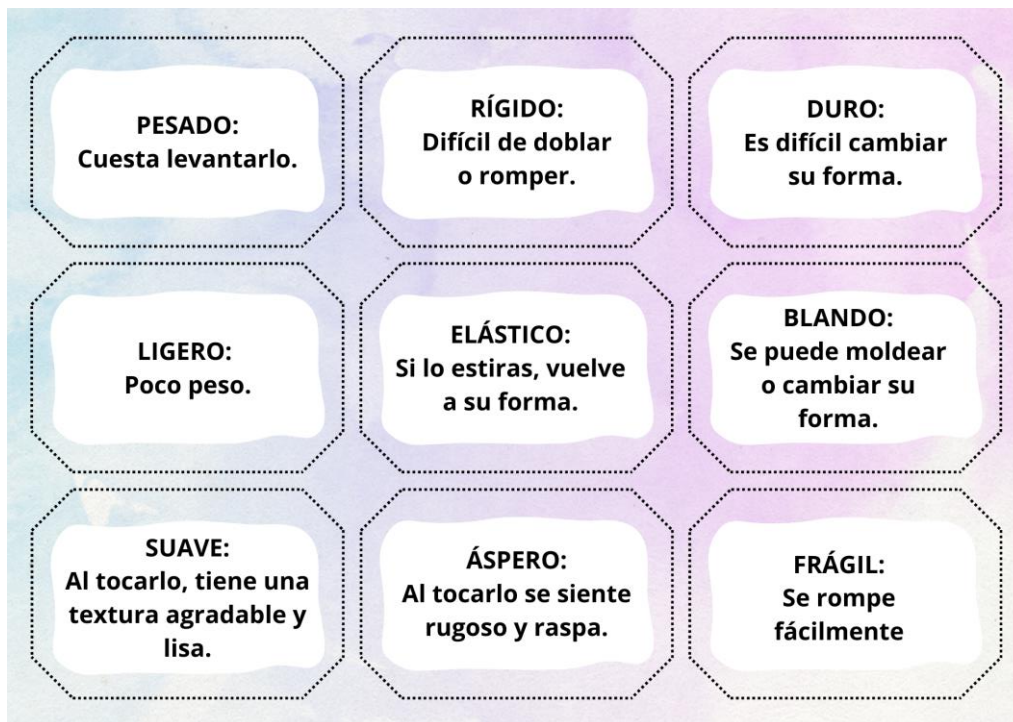 PESADO:
Cuesta levantarlo.
RÍGIDO:
Difícil de doblar
o romper.
DURO:
Es difícil cambiar
su forma.
LIGERO:
Poco peso.
ELÁSTICO:
Si lo estiras, vuelve
a su forma.
BLANDO:
Se puede moldear
o cambiar su
forma.
SUAVE:
Al tocarlo, tiene una
textura agradable y
lisa.
ÁSPERO:
Al tocarlo se siente
rugoso y raspa.
FRÁGIL:
Se rompe
fácilmente